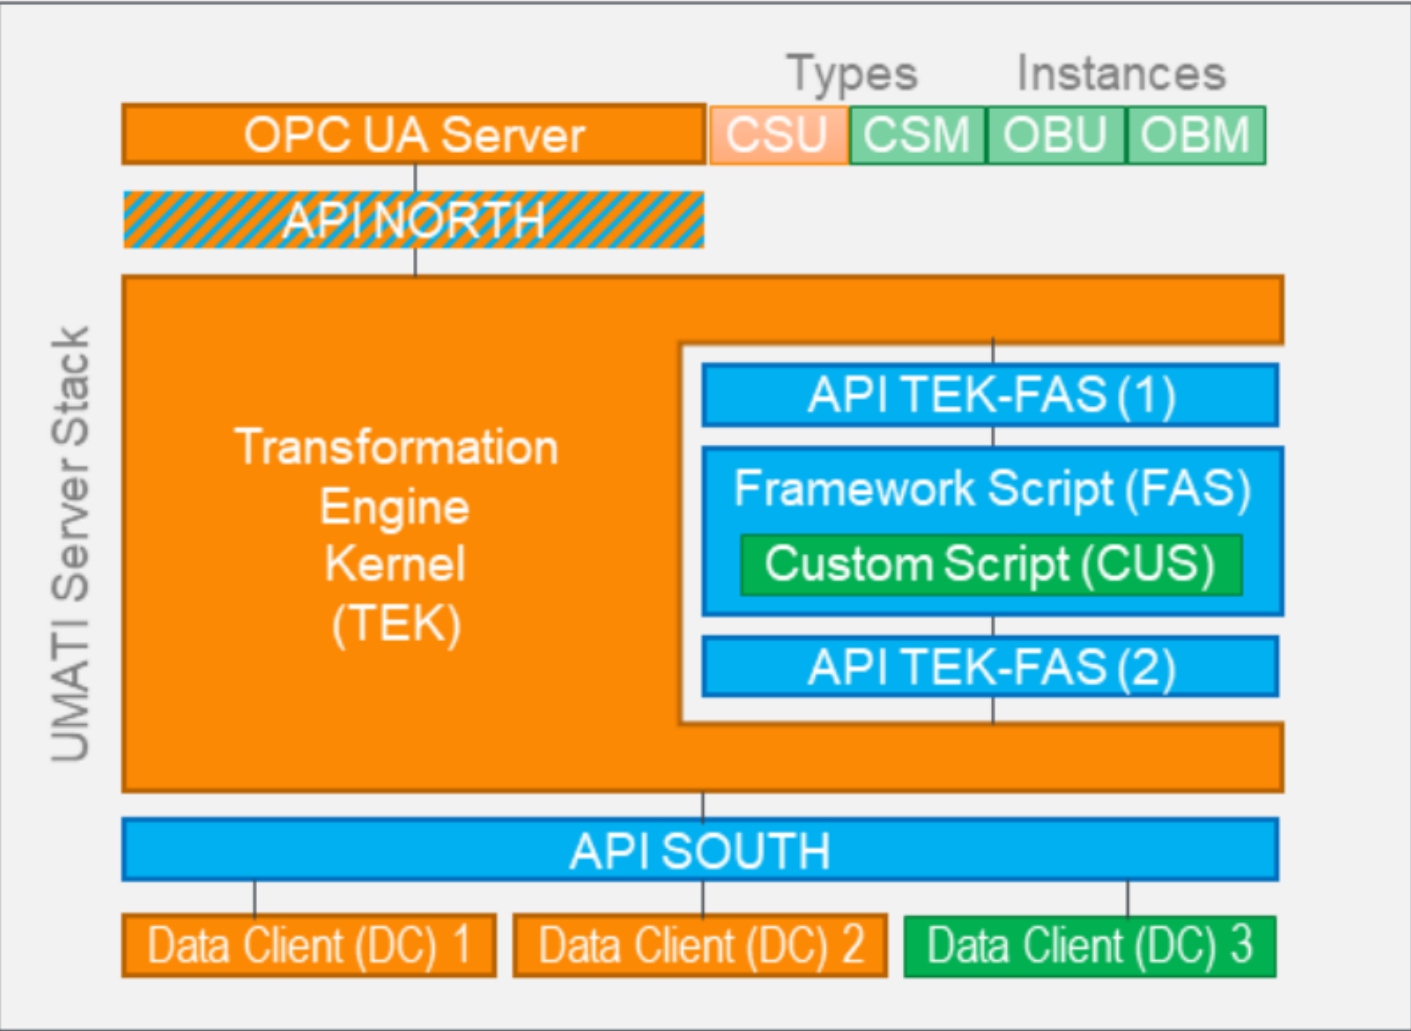 Types Instances
OPC UA Server CSU CSM OBU OBM
API NORTH
UMATI Server Stack
Transformation
Engine
Kernel
(TEK)
API TEK-FAS (1)
Framework Script (FAS)
Custom Script (CUS)
API TEK-FAS (2)
API SOUTH
Data Client (DC) 1 Data Client (DC) 2 Data Client (DC) 3